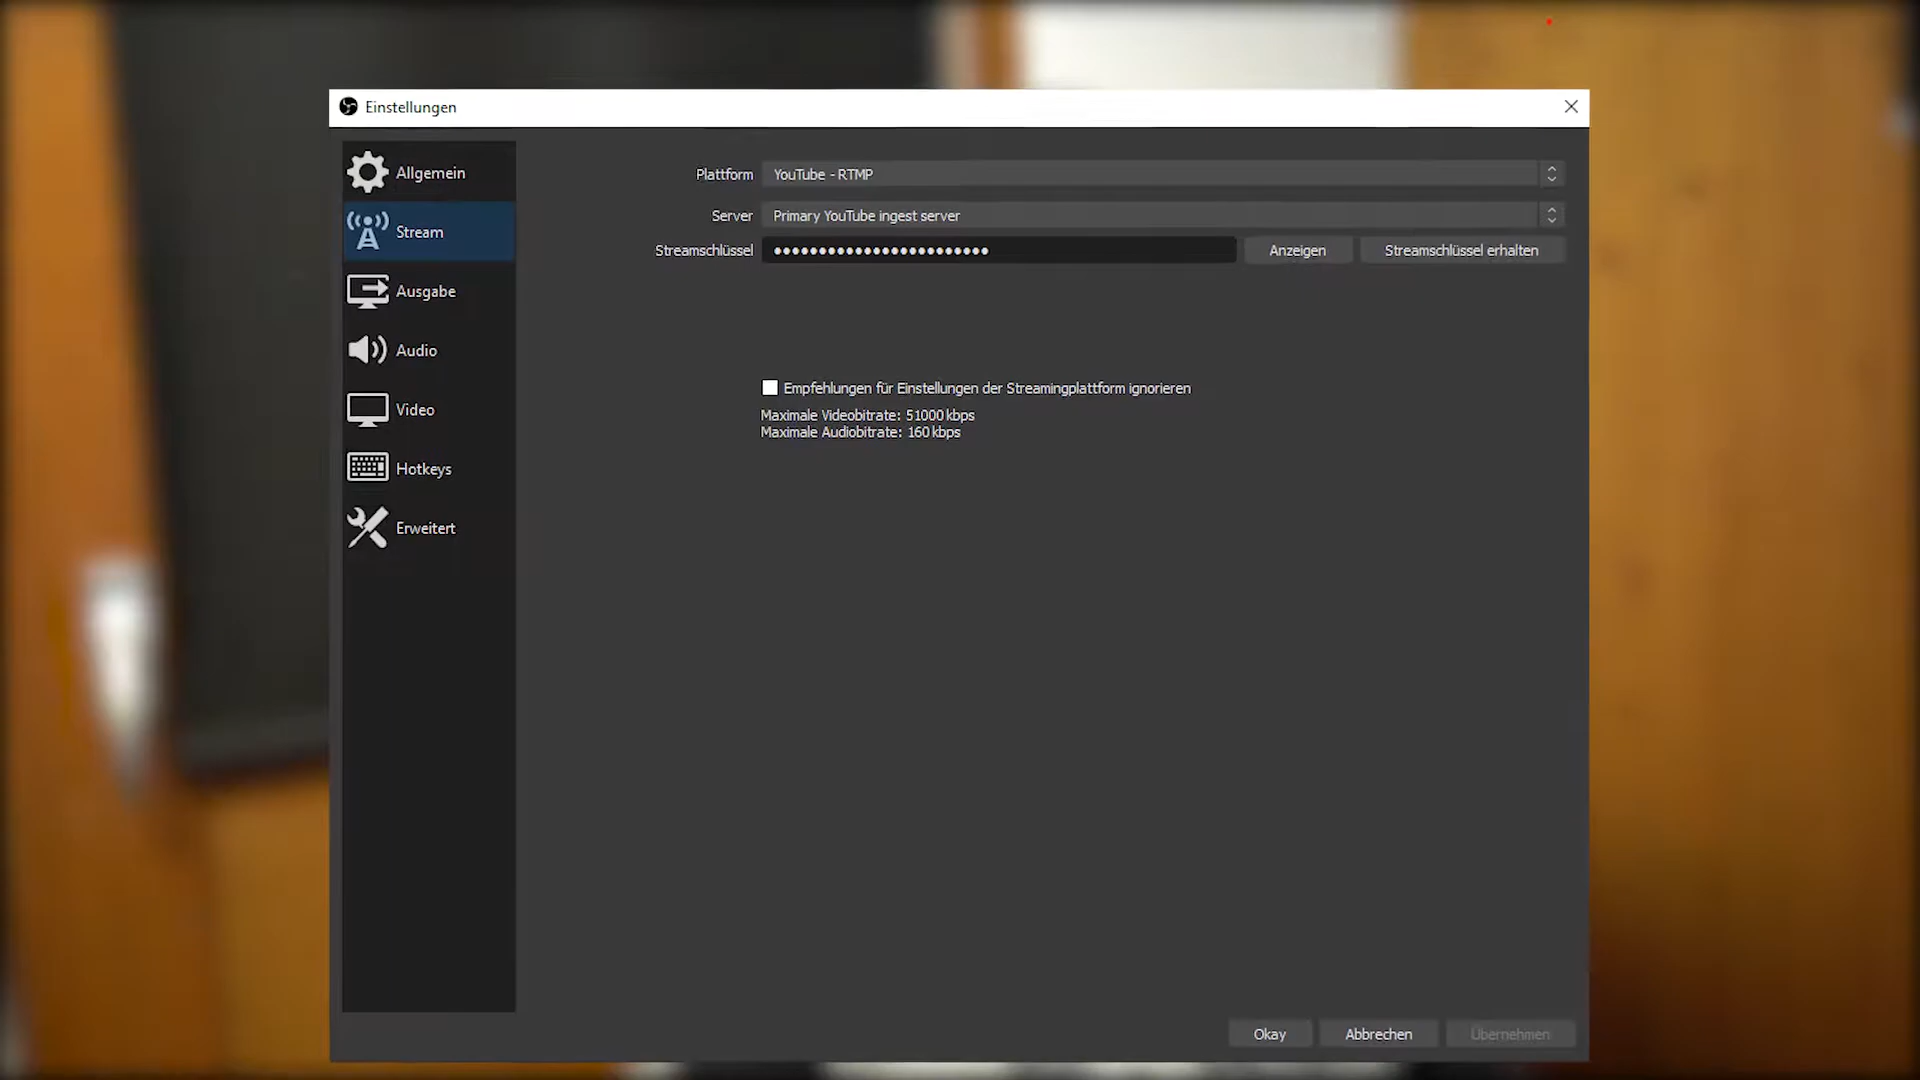 Einstellungen
Allgemein
Stream
Ausgabe
Audio
Video
Hotkeys
Erweitert
Plattform YouTube - RTMP
Server Primary YouTube ingest server
Streamschlüssel •••••••••••••••••••••••• Anzeigen Streamschlüssel erhalten
Empfehlungen für Einstellungen der Streamingplattform ignorieren
Maximale Videobitrate: 51000 kbps
Maximale Audiobitrate: 160 kbps
Okay Abbrechen Übernehmen